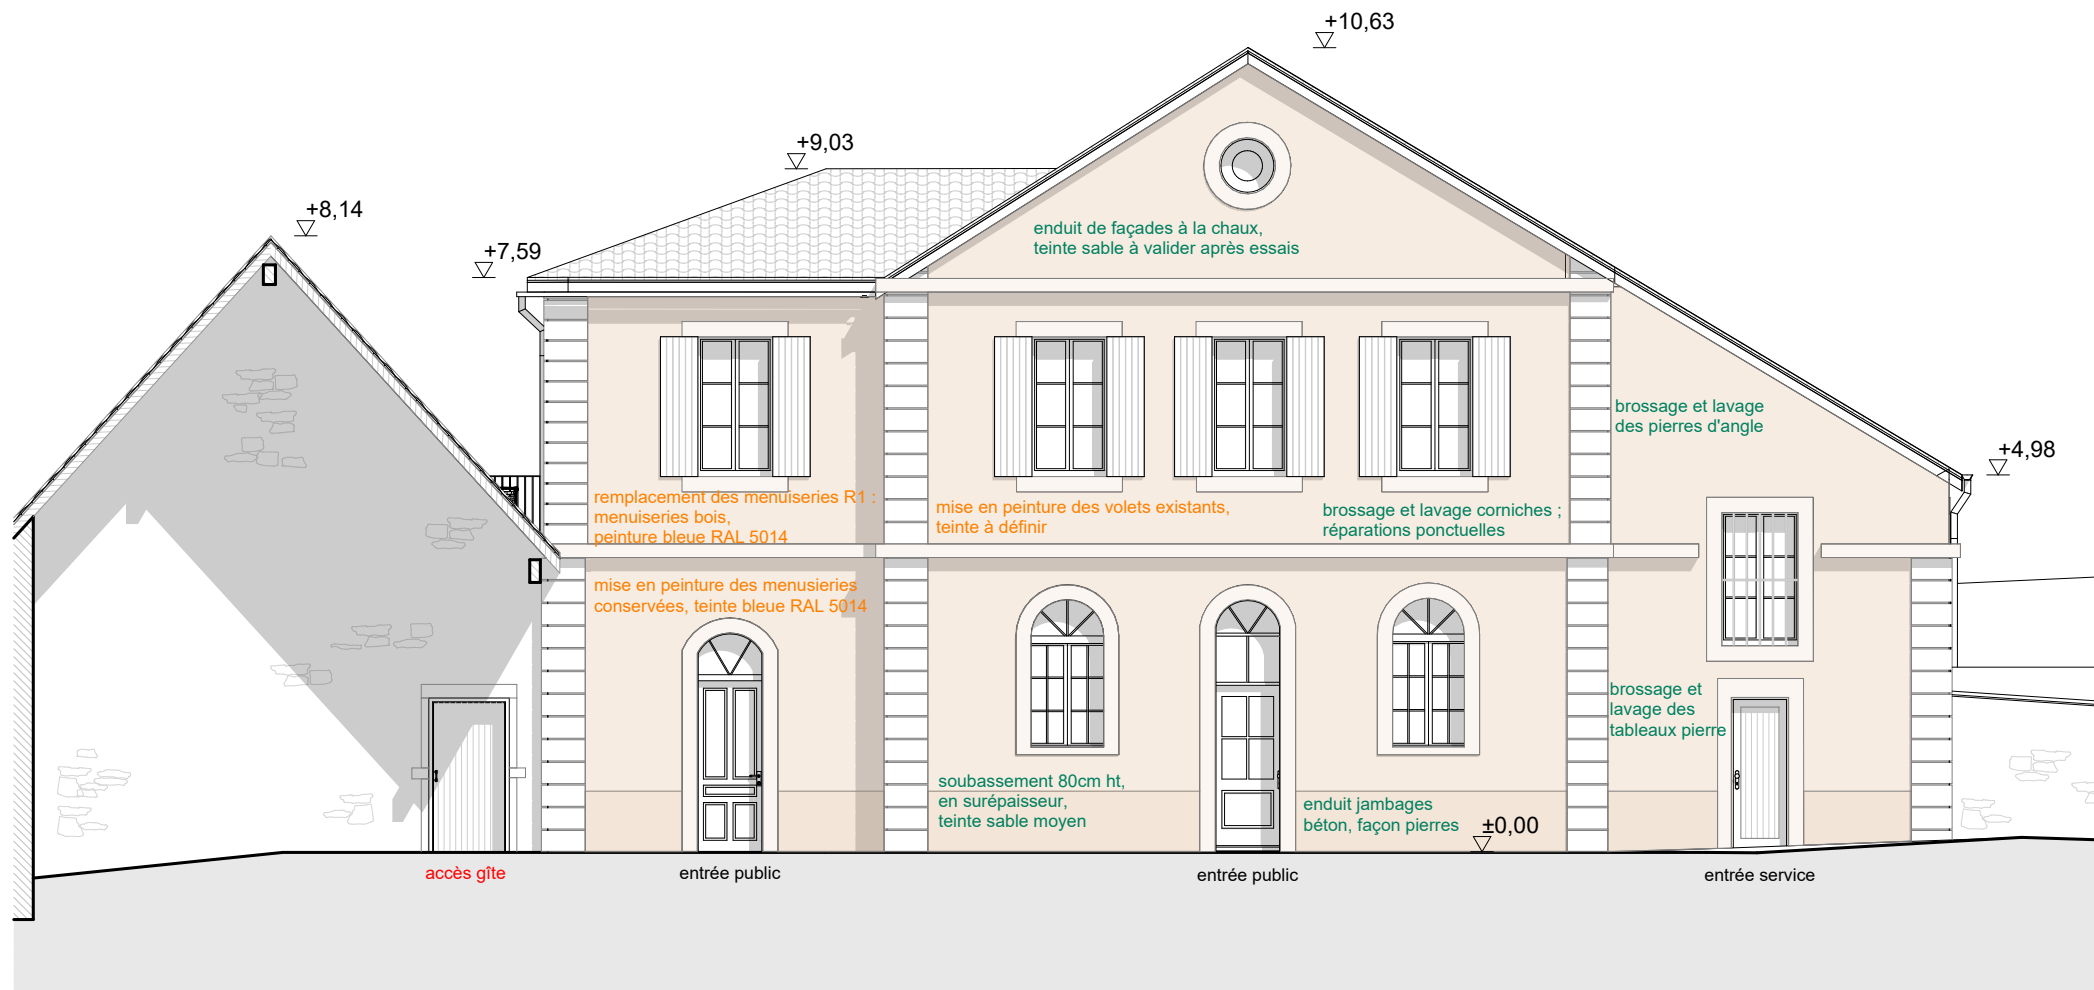 +10,63
+9,03
+8,14
+7,59
enduit de façades à la chaux,
teinte sable à valider après essais
brossage et lavage
des pierres d'angle
+4,98
remplacement des menuiseries R1 :
menuiseries bois,
peinture bleue RAL 5014
mise en peinture des volets existants,
teinte à définir
brossage et lavage corniches ;
réparations ponctuelles
mise en peinture des menusieries
conservées, teinte bleue RAL 5014
brossage et
lavage des
tableaux pierre
soubassement 80cm ht,
en surépaisseur,
teinte sable moyen
enduit jambages
béton, façon pierres
±0,00
accès gîte
entrée public
entrée public
entrée service